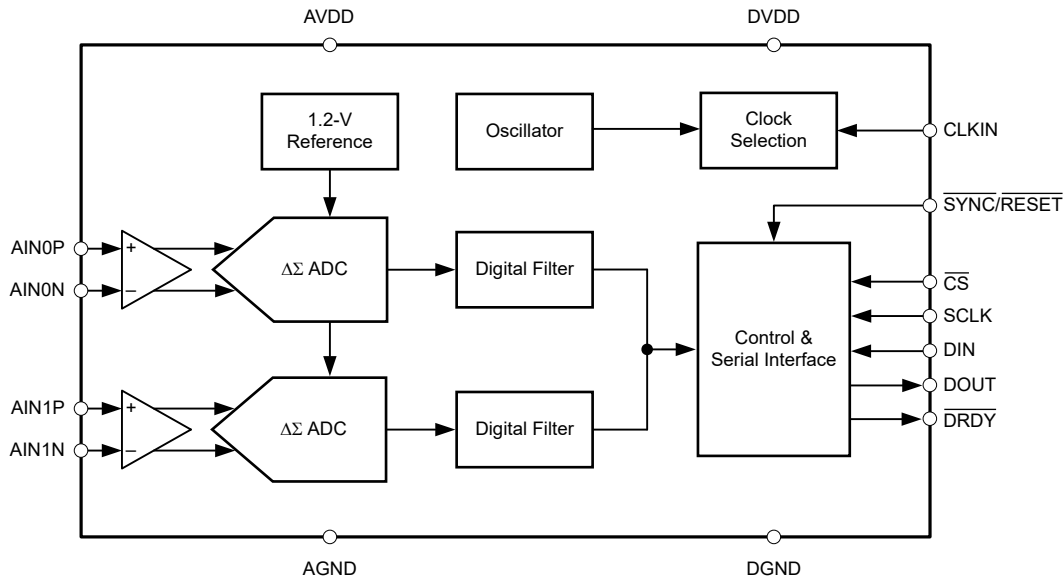 AVDD
DVDD
1.2-V
Reference
Oscillator
Clock
Selection
CLKIN
SYNC/RESET
AIN0P
+
AIN0N
−
ΔΣ ADC
Digital Filter
CS
SCLK
Control &
Serial Interface
DIN
DOUT
DRDY
AIN1P
+
AIN1N
−
ΔΣ ADC
Digital Filter
AGND
DGND